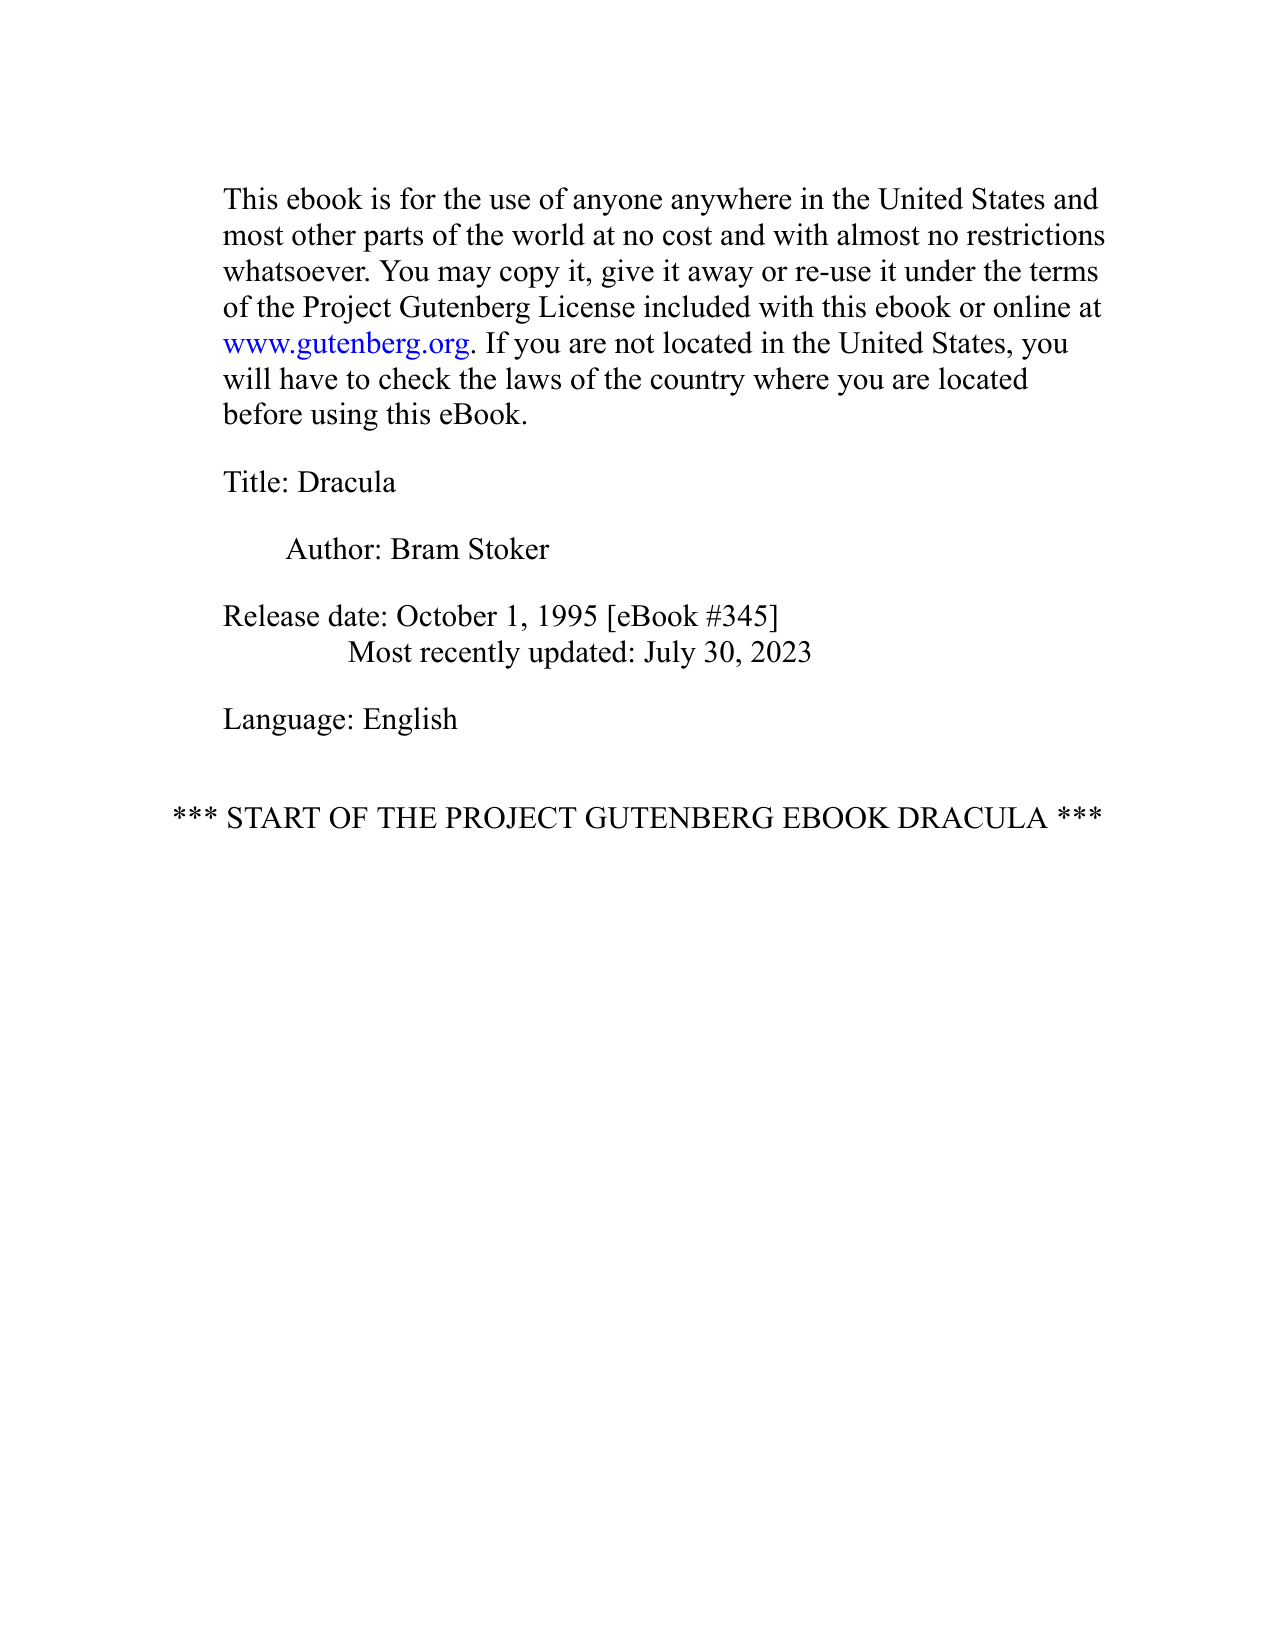 This ebook is for the use of anyone anywhere in the United States and
most other parts of the world at no cost and with almost no restrictions
whatsoever. You may copy it, give it away or re-use it under the terms
of the Project Gutenberg License included with this ebook or online at
www.gutenberg.org. If you are not located in the United States, you
will have to check the laws of the country where you are located
before using this eBook.
Title: Dracula
Author: Bram Stoker
Release date: October 1, 1995 [eBook #345]
Most recently updated: July 30, 2023
Language: English
*** START OF THE PROJECT GUTENBERG EBOOK DRACULA ***